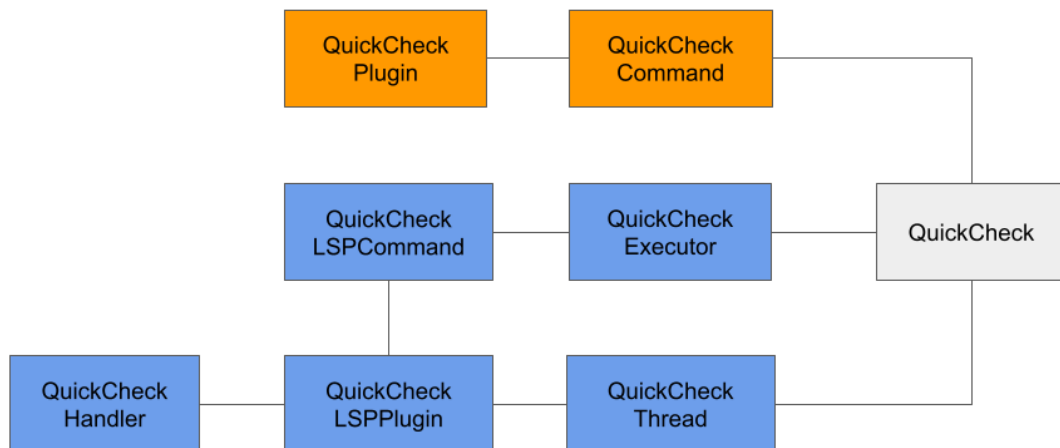 QuickCheck
Plugin
QuickCheck
Command
QuickCheck
LSPCommand
QuickCheck
Executor
QuickCheck
QuickCheck
Handler
QuickCheck
LSPPlugin
QuickCheck
Thread